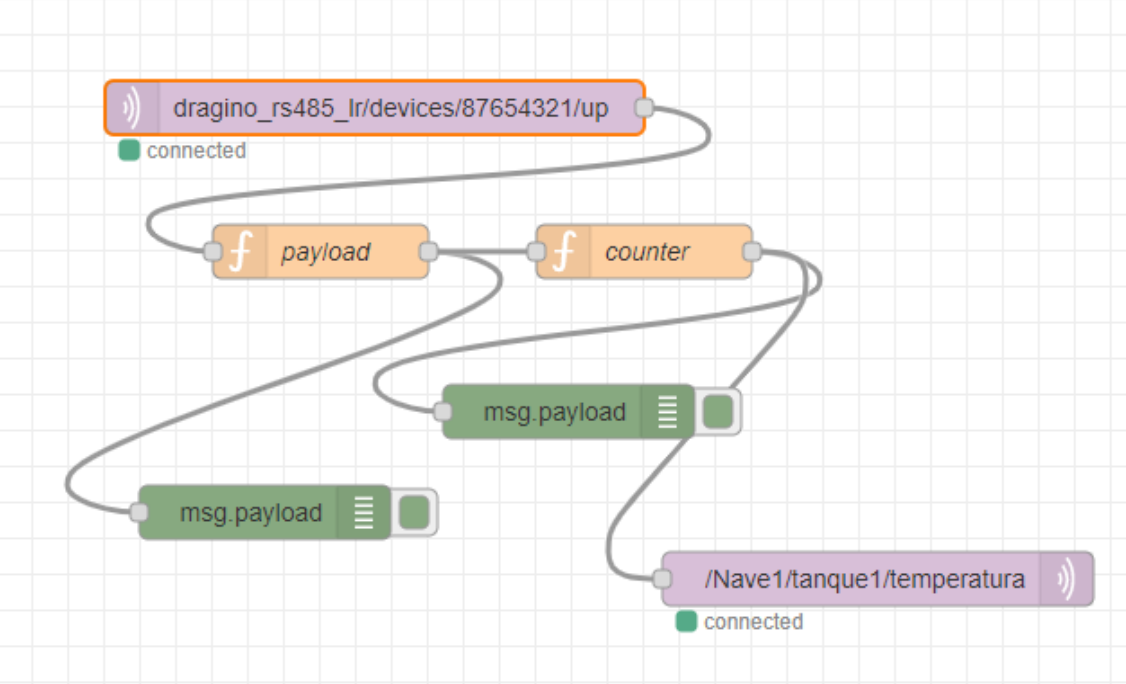 dragino_rs485_lr/devices/87654321/up
connected
payload
counter
msg.payload
msg.payload
/Nave1/tanque1/temperatura
connected